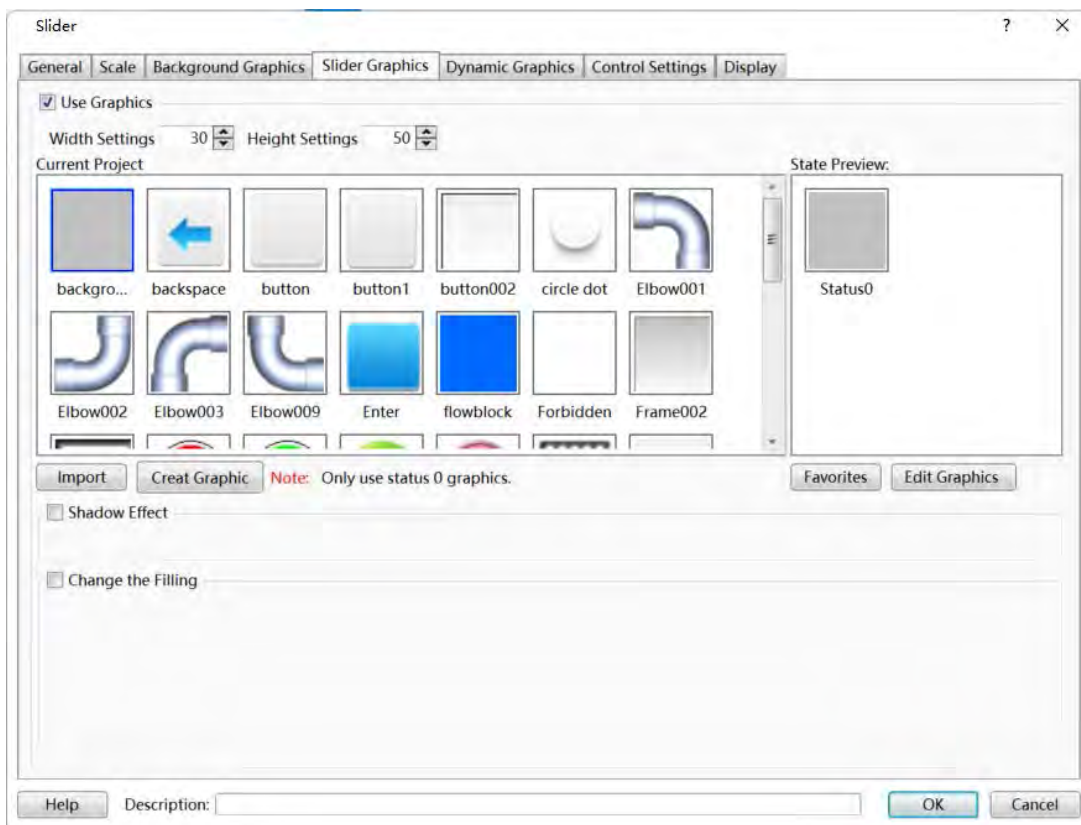 Slider
General Scale Background Graphics Slider Graphics Dynamic Graphics Control Settings Display
Use Graphics
Width Settings 30 Height Settings 50
Current Project State Preview:
backgro... backspace button button1 button002 circle dot Elbow001 Status0
Elbow002 Elbow003 Elbow009 Enter flowblock Forbidden Frame002
Import Creat Graphic Note: Only use status 0 graphics. Favorites Edit Graphics
Shadow Effect
Change the Filling
Help Description: OK Cancel